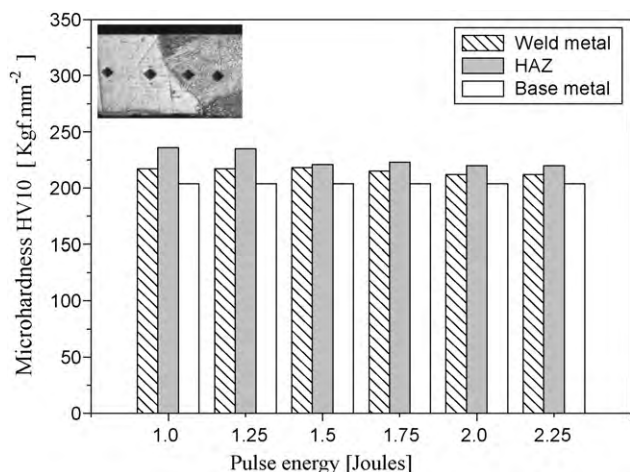 350
300
250
200
150
100
50
0
Microhardness HV10 [ Kgf.mm-2 ]
Weld metal
HAZ
Base metal
1.0 1.25 1.5 1.75 2.0 2.25
Pulse energy [Joules]